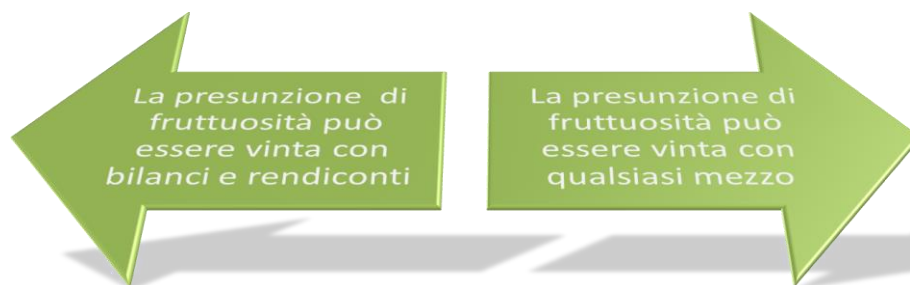 La presunzione di
fruttuosità può
essere vinta con
bilanci e rendiconti
La presunzione di
fruttuosità può
essere vinta con
qualsiasi mezzo